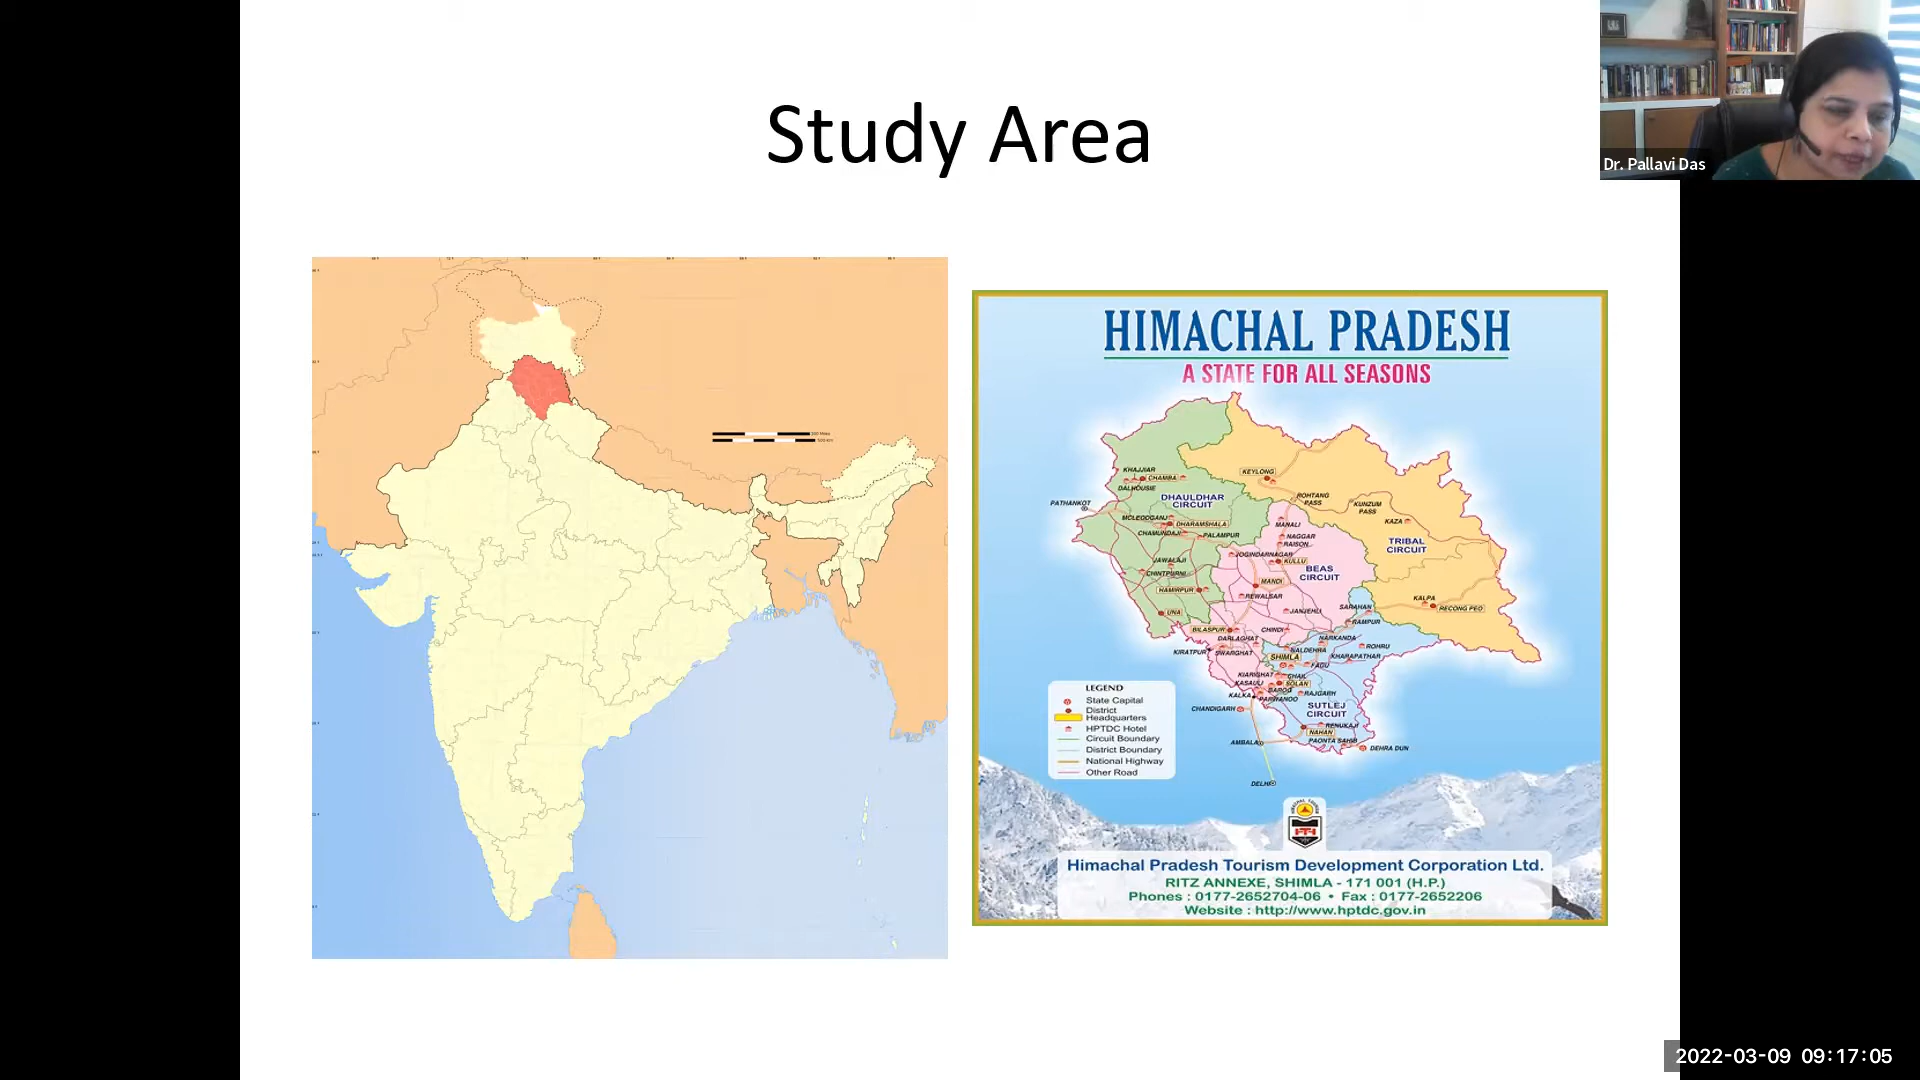 Study Area
Dr. Pallavi Das
HIMACHAL PRADESH
A STATE FOR ALL SEASONS
KHAJJIAR
CHAMBA
DALHOUSIE
DHAULDHAR
CIRCUIT
PATHANKOT
MCLEODGANJ
DHARAMSHALA
CHAMUNDAJI
PALAMPUR
JAWALAJI
CHINTPURNI
HAMIRPUR
UNA
KEYLONG
ROHTANG
PASS
KUNZUM
PASS
KAZA
TRIBAL
CIRCUIT
MANALI
NAGGAR
RAISON
JOGINDARNAGAR
KULLU
BEAS
CIRCUIT
MANDI
REWALSAR
JANJEHLI
SARAHAN
RAMPUR
KALPA
RECONG PEO
BILASPUR
CHINDI
DARLAGHAT
NARKANDA
KIRATPUR
SWARGHAT
NALDEHRA
ROHRU
SHIMLA
KHARAPATHAR
FAGU
KIARIGHAT
CHAIL
KASAULI
SOLAN
BAROG
RAJGARH
KALKA
PARWANOO
CHANDIGARH
SUTLEJ
CIRCUIT
RENUKAJI
NAHAN
PAONTA SAHIB
AMBALA
DEHRA DUN
DELHI
LEGEND
State Capital
District
Headquarters
HPTDC Hotel
Circuit Boundary
District Boundary
National Highway
Other Road
Himachal Pradesh Tourism Development Corporation Ltd.
RITZ ANNEXE, SHIMLA - 171 001 (H.P.)
Phones : 0177-2652704-06 • Fax : 0177-2652206
Website : http://www.hptdc.gov.in
2022-03-09 09:17:05